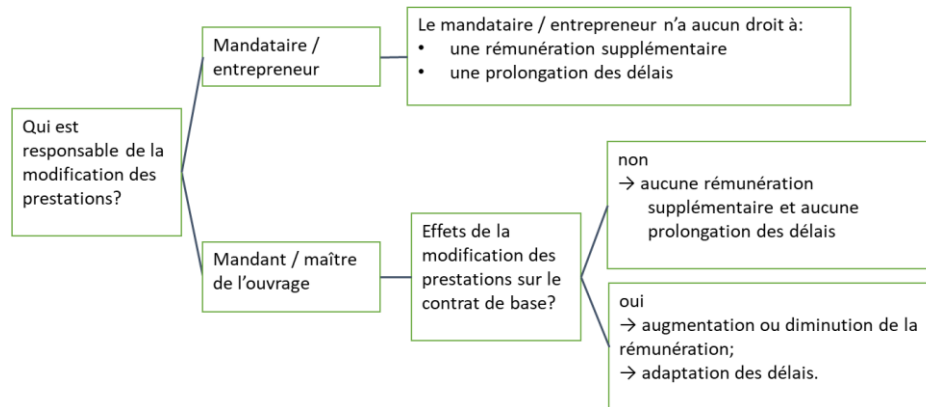 Qui est
responsable de la
modification des
prestations?
Mandataire /
entrepreneur
Le mandataire / entrepreneur n’a aucun droit à:
• une rémunération supplémentaire
• une prolongation des délais
Mandant / maître
de l’ouvrage
Effets de la
modification des
prestations sur le
contrat de base?
non
→ aucune rémunération
supplémentaire et aucune
prolongation des délais
oui
→ augmentation ou diminution de la
rémunération;
→ adaptation des délais.